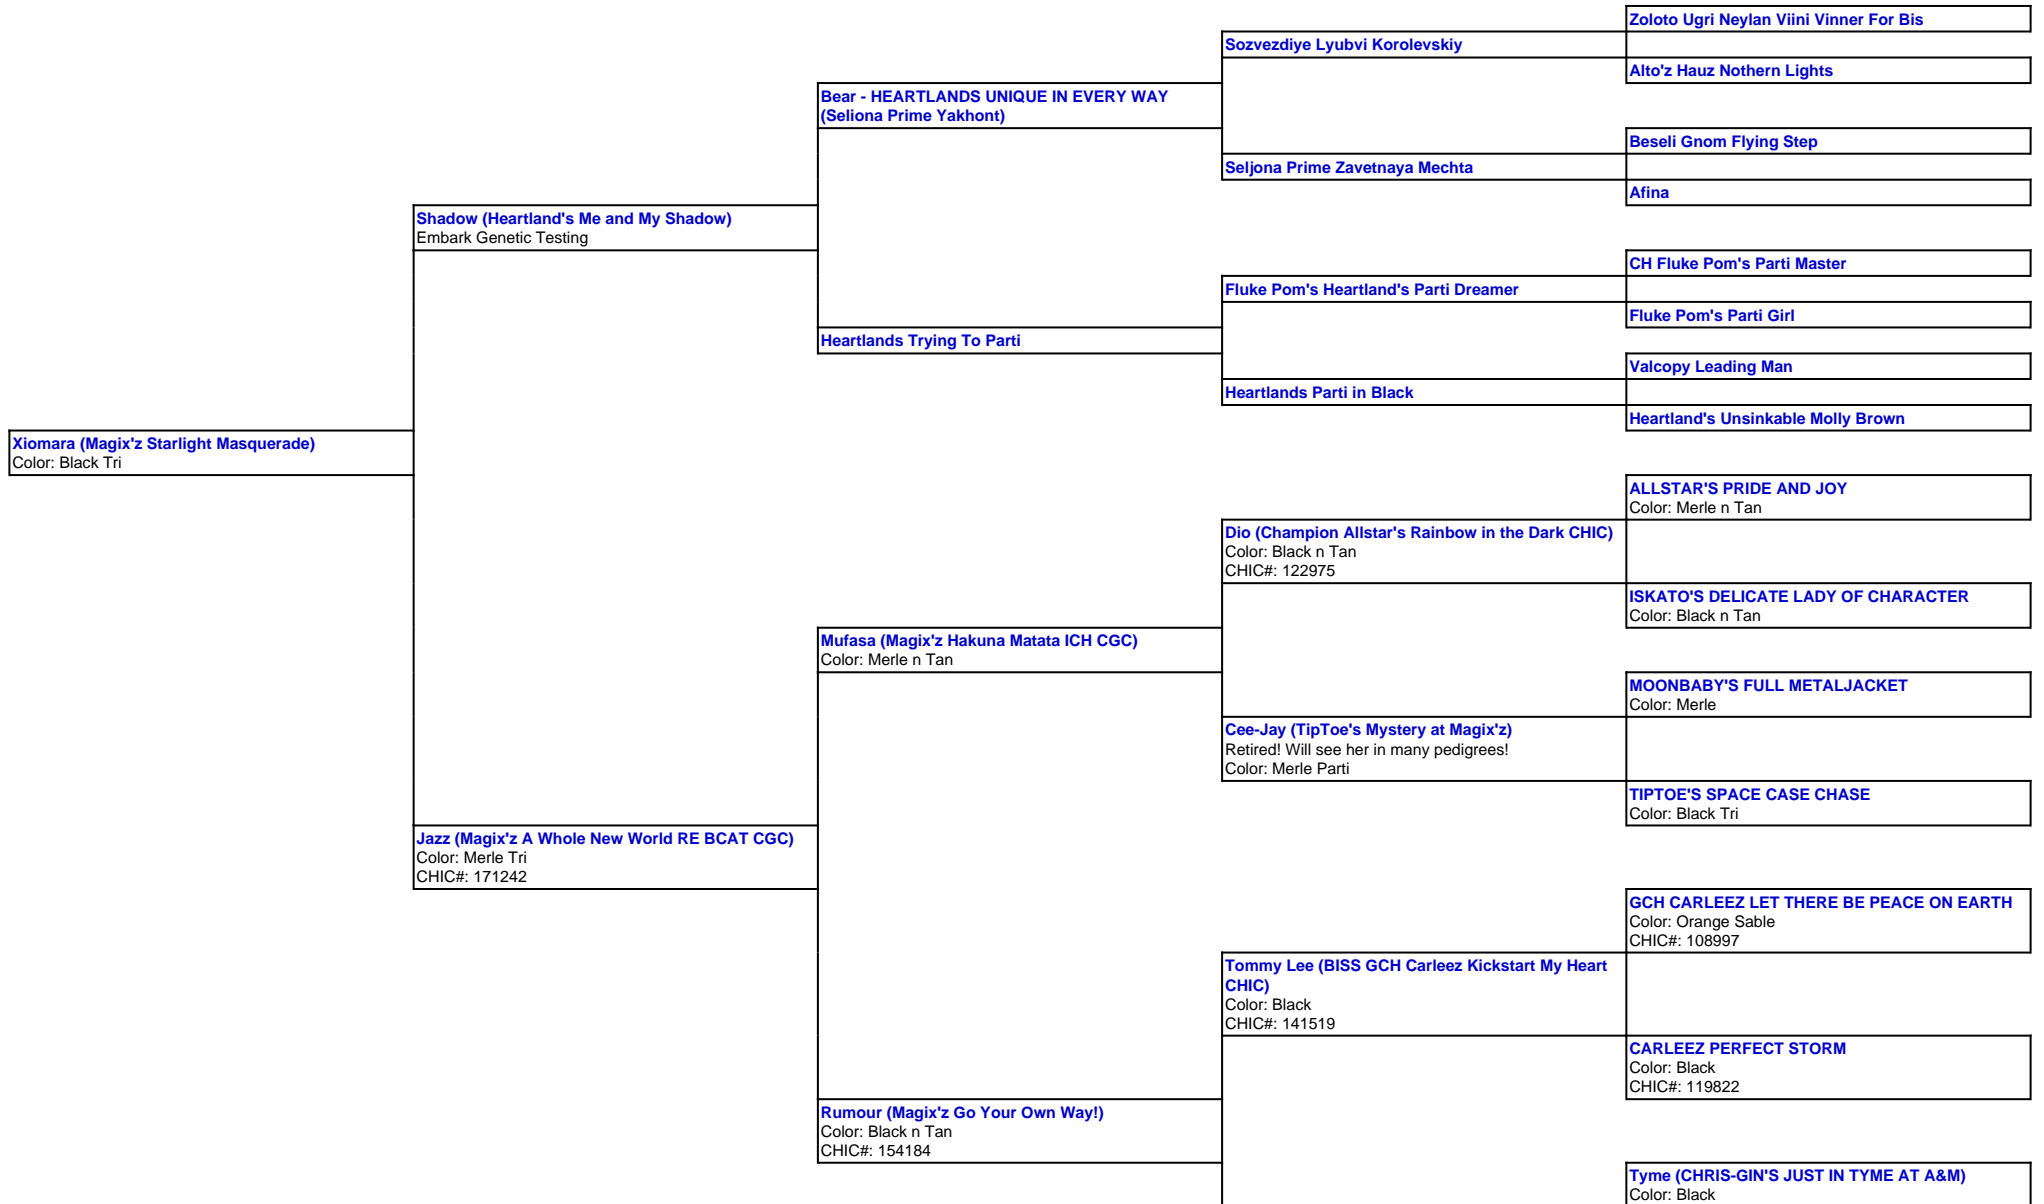 Zoloto Ugri Neylan Viini Vinner For Bis
Sozvezdiye Lyubvi Korolevskiy
Alto'z Hauz Nothern Lights
Bear - HEARTLANDS UNIQUE IN EVERY WAY
(Seliona Prime Yakhont)
Beseli Gnom Flying Step
Seljona Prime Zavetnaya Mechta
Afina
Shadow (Heartland's Me and My Shadow)
Embark Genetic Testing
CH Fluke Pom's Parti Master
Fluke Pom's Heartland's Parti Dreamer
Fluke Pom's Parti Girl
Heartlands Trying To Parti
Valcopy Leading Man
Heartlands Parti in Black
Heartland's Unsinkable Molly Brown
Xiomara (Magix'z Starlight Masquerade)
Color: Black Tri
ALLSTAR'S PRIDE AND JOY
Color: Merle n Tan
Dio (Champion Allstar's Rainbow in the Dark CHIC)
Color: Black n Tan
CHIC#: 122975
ISKATO'S DELICATE LADY OF CHARACTER
Color: Black n Tan
Mufasa (Magix'z Hakuna Matata ICH CGC)
Color: Merle n Tan
MOONBABY'S FULL METALJACKET
Color: Merle
Cee-Jay (TipToe's Mystery at Magix'z)
Retired! Will see her in many pedigrees!
Color: Merle Parti
TIPTOE'S SPACE CASE CHASE
Color: Black Tri
Jazz (Magix'z A Whole New World RE BCAT CGC)
Color: Merle Tri
CHIC#: 171242
GCH CARLEEZ LET THERE BE PEACE ON EARTH
Color: Orange Sable
CHIC#: 108997
Tommy Lee (BISS GCH Carleez Kickstart My Heart
CHIC)
Color: Black
CHIC#: 141519
CARLEEZ PERFECT STORM
Color: Black
CHIC#: 119822
Rumour (Magix'z Go Your Own Way!)
Color: Black n Tan
CHIC#: 154184
Tyme (CHRIS-GIN'S JUST IN TYME AT A&M)
Color: Black